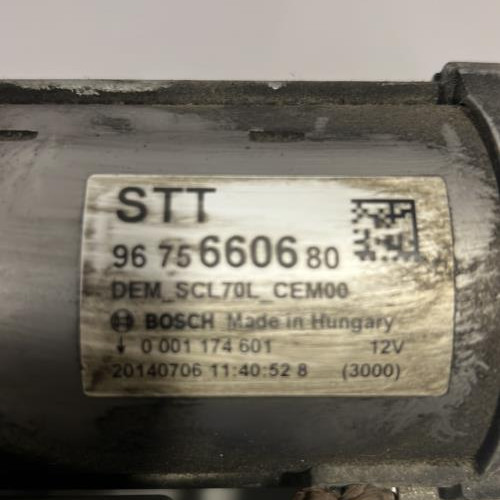 STT
96 75 6606 80
DEM_SCL70L_CEM00
BOSCH Made in Hungary
0 001 174 601 12V
20140706 11:40:52 8 (3000)